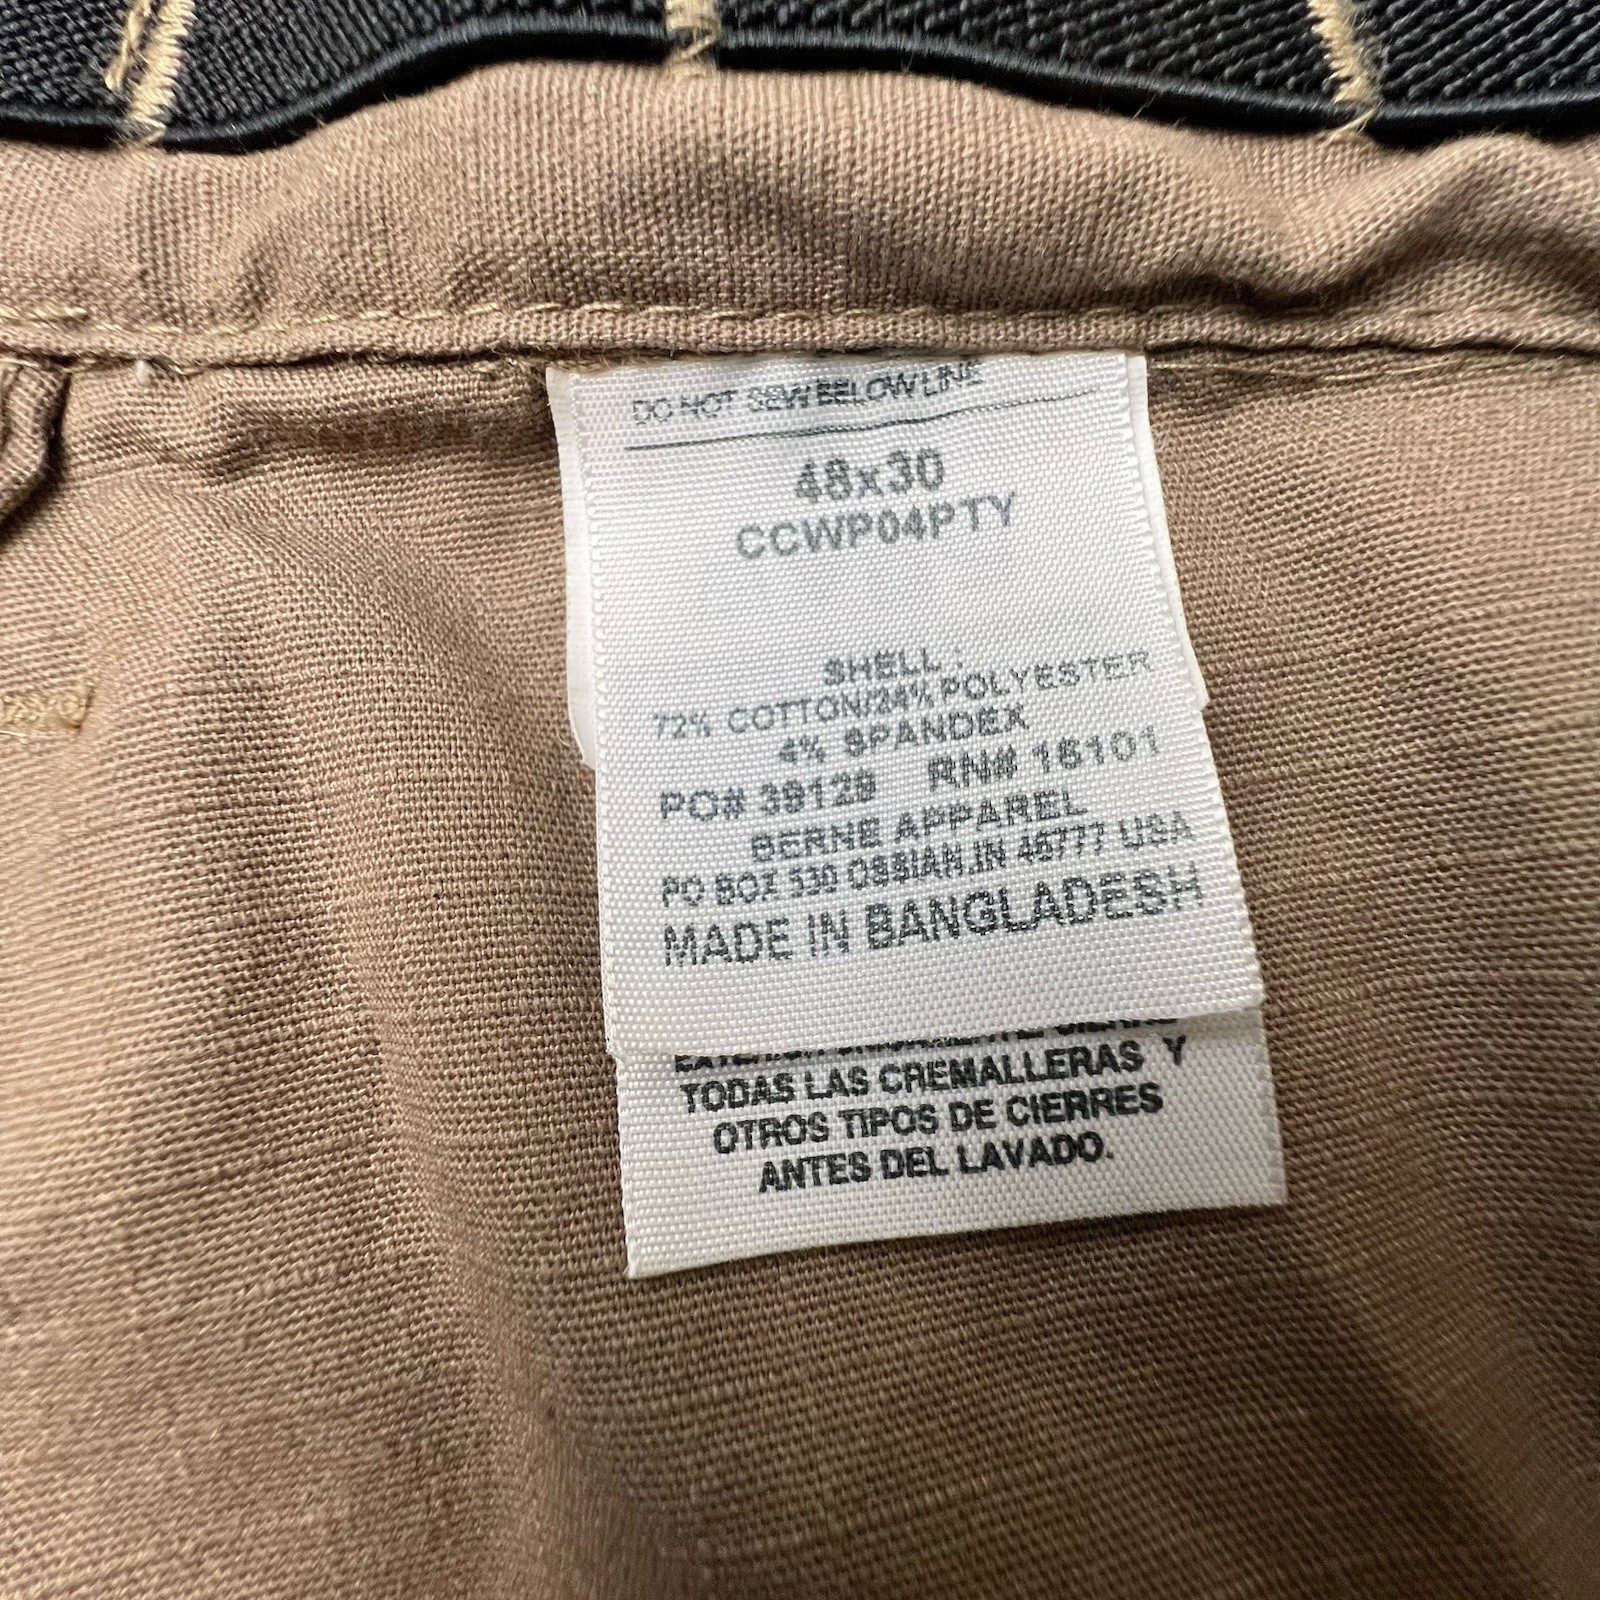 DO NOT SEW BELOW LINE
48x30
CCWP04PTY
SHELL :
72% COTTON/24% POLYESTER
4% SPANDEX
PO# 39129 RN# 16101
BERNE APPAREL
PO BOX 530 OSSIAN,IN 46777 USA
MADE IN BANGLADESH
TODAS LAS CREMALLERAS Y
OTROS TIPOS DE CIERRES
ANTES DEL LAVADO.